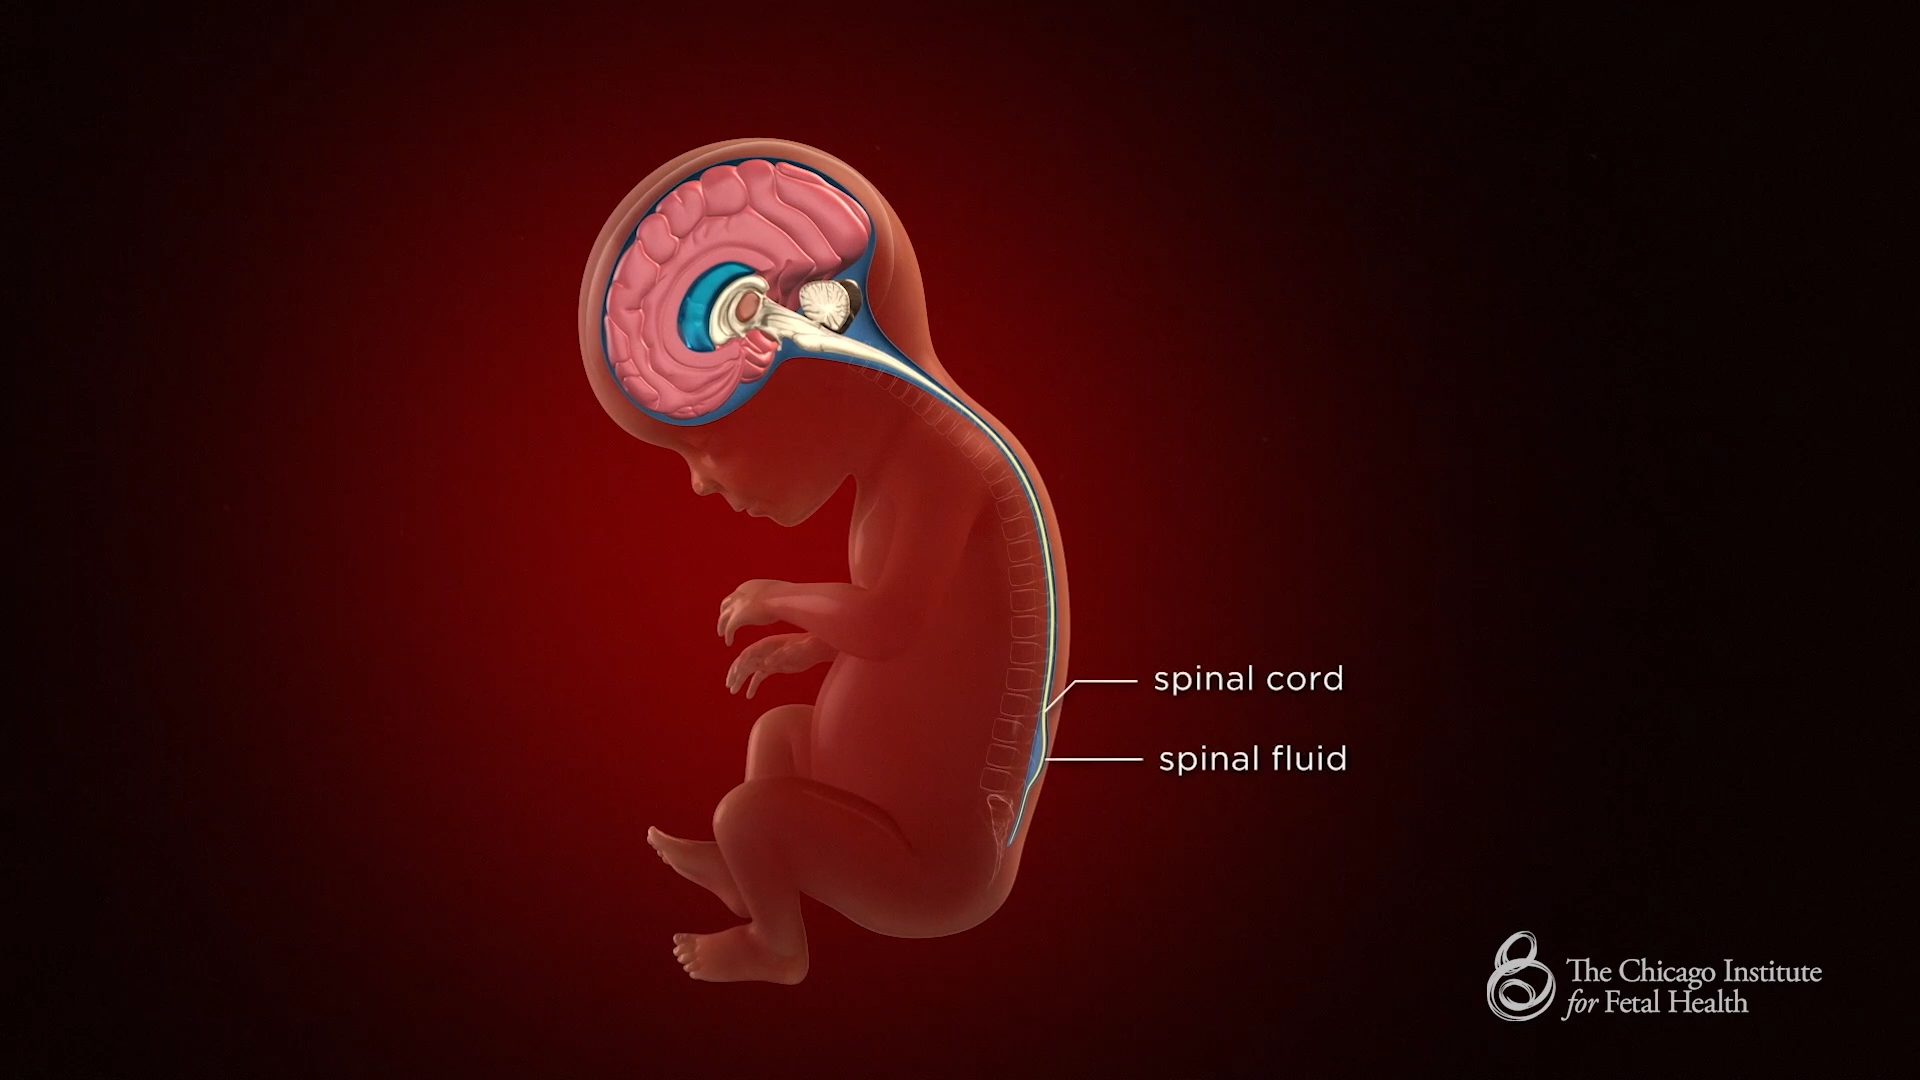 spinal cord
spinal fluid
The Chicago Institute
for Fetal Health